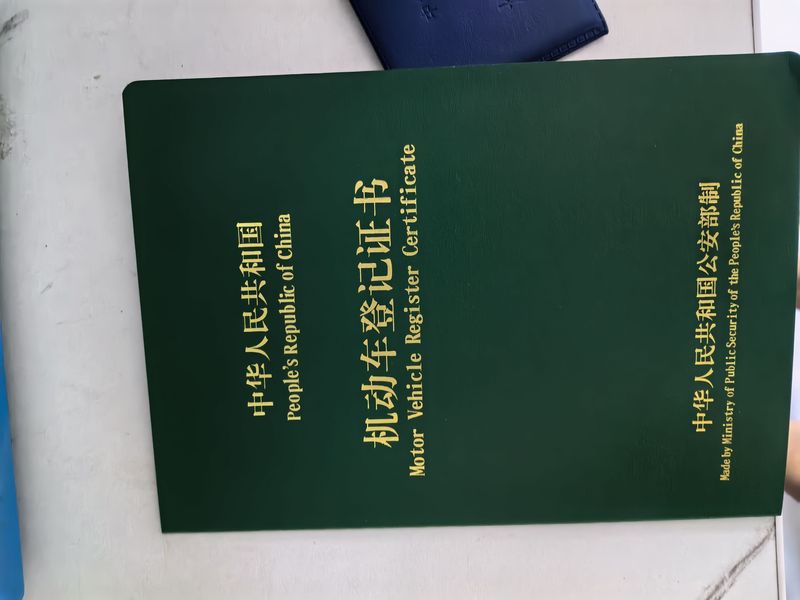 中华人民共和国
People's Republic of China
机动车登记证书
Motor Vehicle Register Certificate
中华人民共和国公安部制
Made by Ministry of Public Security of the People's Republic of China